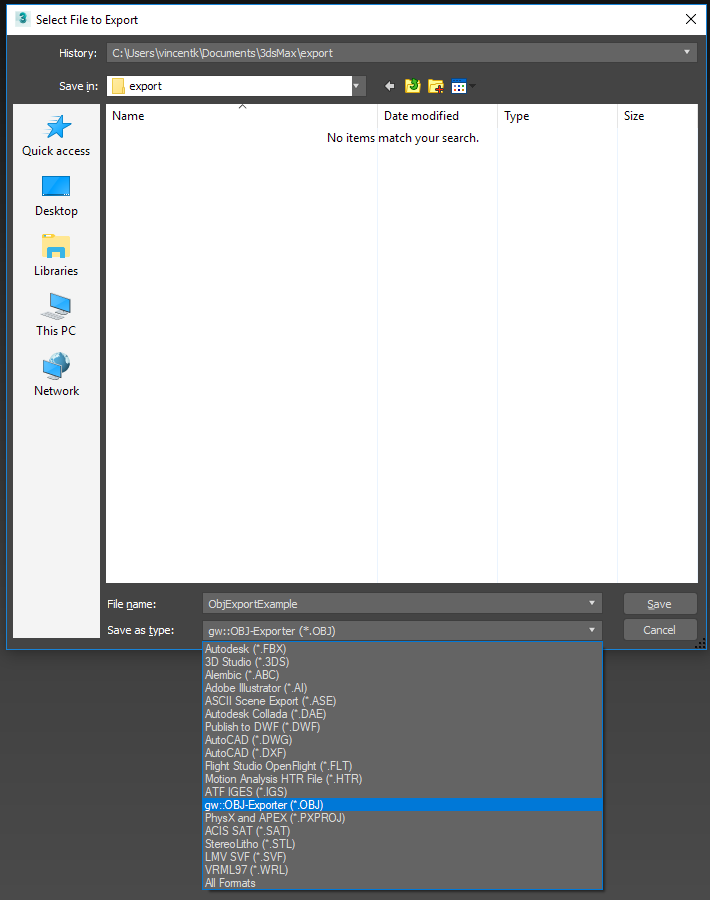 3 Select File to Export
History: C:\Users\vincentk\Documents\3dsMax\export
Save in: export
Name Date modified Type Size
No items match your search.
Quick access
Desktop
Libraries
This PC
Network
File name: ObjExportExample Save
Save as type: gw::OBJ-Exporter (*.OBJ) Cancel
Autodesk (*.FBX)
3D Studio (*.3DS)
Alembic (*.ABC)
Adobe Illustrator (*.AI)
ASCII Scene Export (*.ASE)
Autodesk Collada (*.DAE)
Publish to DWF (*.DWF)
AutoCAD (*.DWG)
AutoCAD (*.DXF)
Flight Studio OpenFlight (*.FLT)
Motion Analysis HTR File (*.HTR)
ATF IGES (*.IGS)
gw::OBJ-Exporter (*.OBJ)
PhysX and APEX (*.PXPROJ)
ACIS SAT (*.SAT)
StereoLitho (*.STL)
LMV SVF (*.SVF)
VRML97 (*.WRL)
All Formats